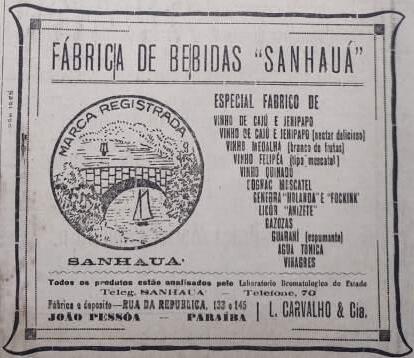 FÁBRICA DE BEBIDAS "SANHAUÁ"
MARCA REGISTRADA
SANHAUA'
ESPECIAL FABRICO DE
VINHO DE CAJÚ E JENIPAPO
VINHO DE CAJÚ E JENIPAPO (nectar delicioso)
VINHO MEDALHA (branco de frutas)
VINHO FELIPÉA (tipo moscatel)
VINHO QUINADO
COGNAC MOSCATEL
GENEBRA "HOLANDA" E "FOCKINK"
LICÔR "ANIZETE"
GAZOZAS
GUARANÍ (espumante)
AGUA TONICA
VINAGRES
Todos os produtos estão analisados pelo Laboratorio Bromatologico do Estado
Teleg. SANHAUA' Telefone, 70
Fábrica e deposito—RUA DA REPUBLICA, 133 e 145
JOÃO PESSÔA — PARAÍBA
L. CARVALHO & Cia.